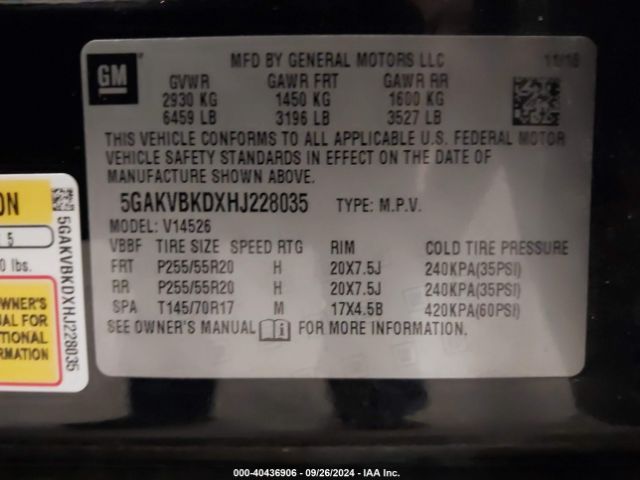 GM
MFD BY GENERAL MOTORS LLC 11/16
GVWR GAWR FRT GAWR RR
2930 KG 1450 KG 1600 KG
6459 LB 3196 LB 3527 LB
THIS VEHICLE CONFORMS TO ALL APPLICABLE U.S. FEDERAL MOTOR
VEHICLE SAFETY STANDARDS IN EFFECT ON THE DATE OF
MANUFACTURE SHOWN ABOVE.
5GAKVBKDXHJ228035 TYPE: M.P.V.
MODEL: V14526
VBBF TIRE SIZE SPEED RTG RIM COLD TIRE PRESSURE
FRT P255/55R20 H 20X7.5J 240KPA(35PSI)
RR P255/55R20 H 20X7.5J 240KPA(35PSI)
SPA T145/70R17 M 17X4.5B 420KPA(60PSI)
SEE OWNER'S MANUAL FOR MORE INFORMATION.
ON
5
0 lbs.
OWNER'S
UAL FOR
TIONAL
RMATION
5GAKVBKDXHJ228035
000 - 40436906 - 09/26/2024 - IAA Inc.